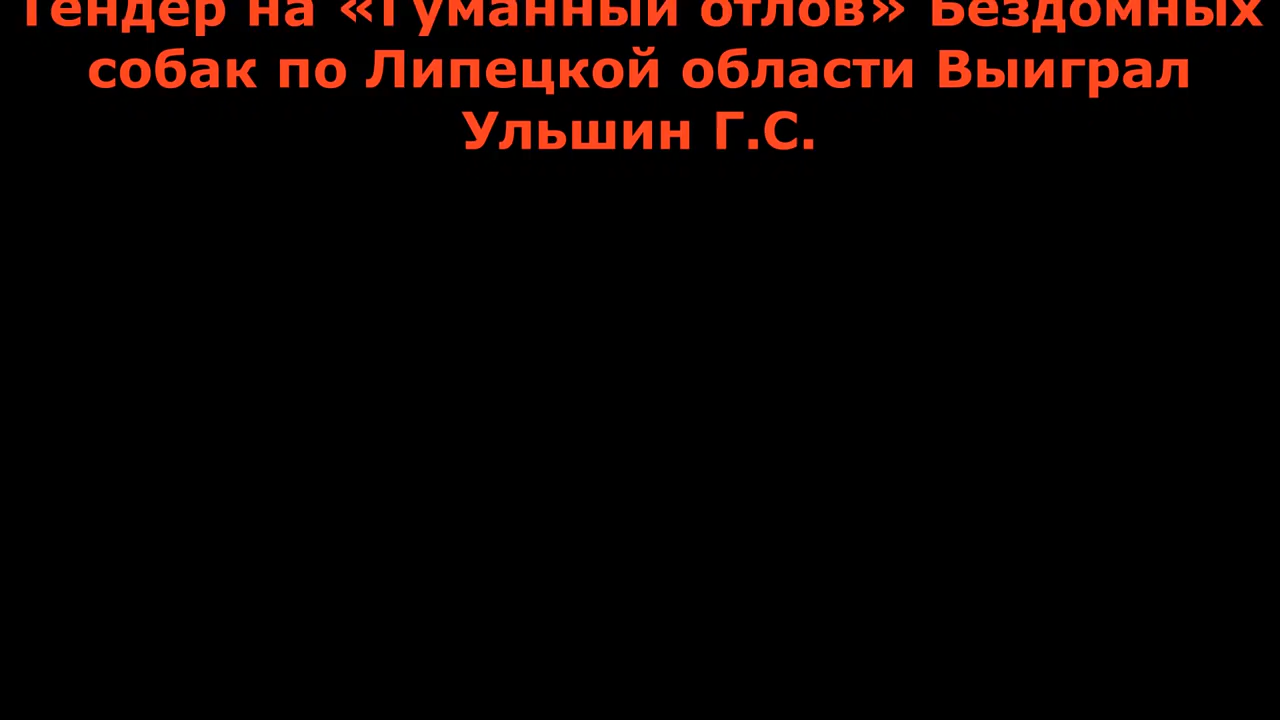 Тендер на «Гуманный отлов» Бездомных
собак по Липецкой области Выиграл
Ульшин Г.С.